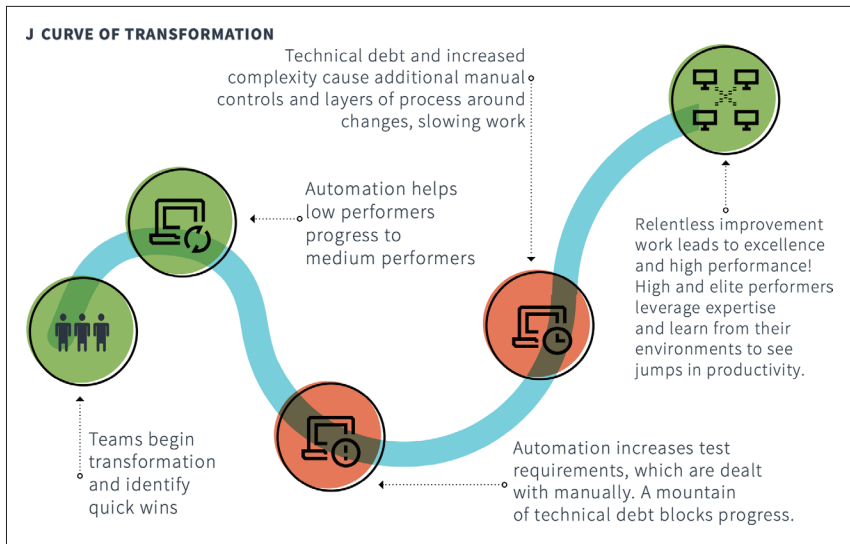 J CURVE OF TRANSFORMATION
Technical debt and increased
complexity cause additional manual
controls and layers of process around
changes, slowing work
Automation helps
low performers
progress to
medium performers
Relentless improvement
work leads to excellence
and high performance!
High and elite performers
leverage expertise
and learn from their
environments to see
jumps in productivity.
Teams begin
transformation
and identify
quick wins
Automation increases test
requirements, which are dealt
with manually. A mountain
of technical debt blocks progress.